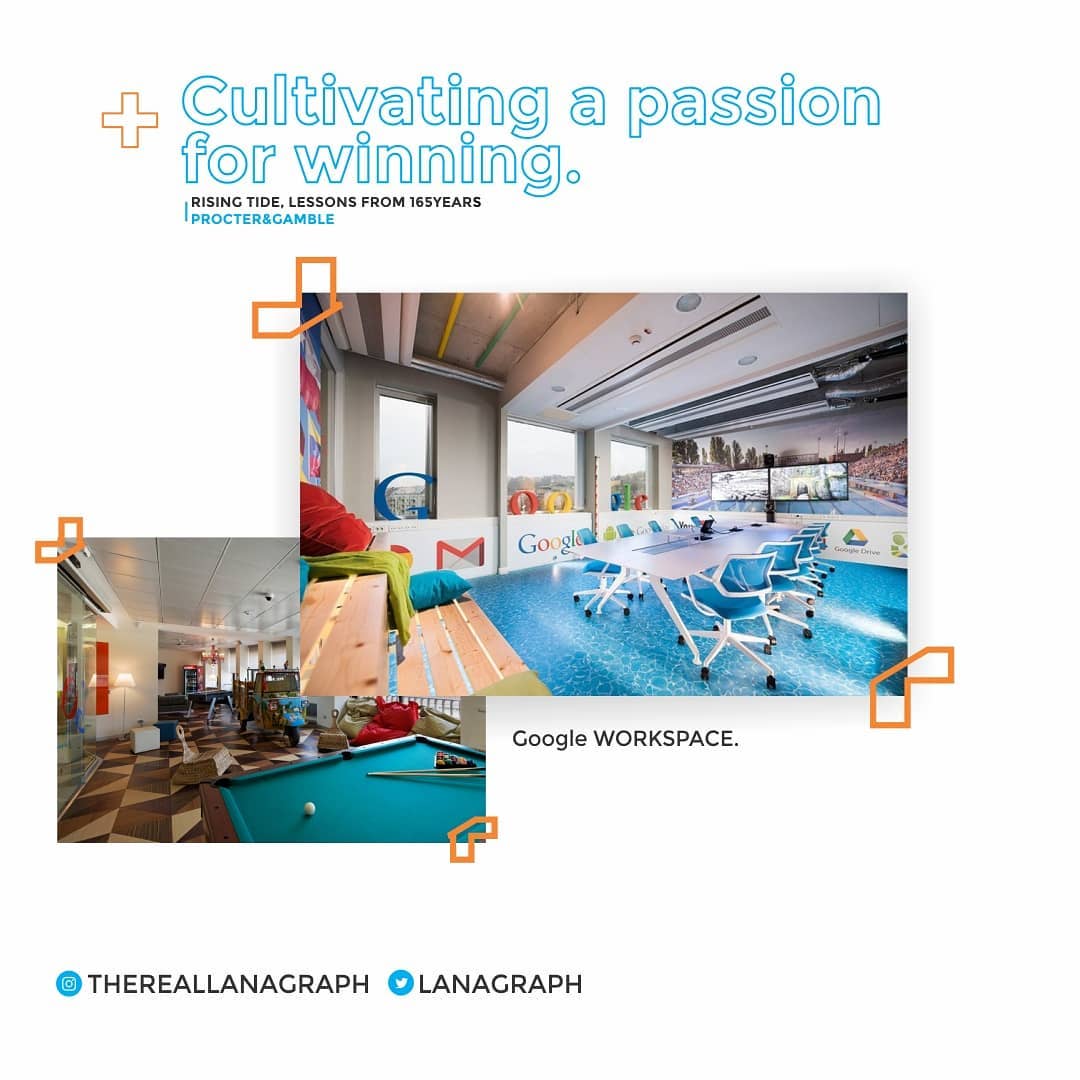 Cultivating a passion
for winning.
RISING TIDE, LESSONS FROM 165YEARS
PROCTER&GAMBLE
G o o g l e
Google
Google Drive
Google WORKSPACE.
THEREALLANAGRAPH
LANAGRAPH